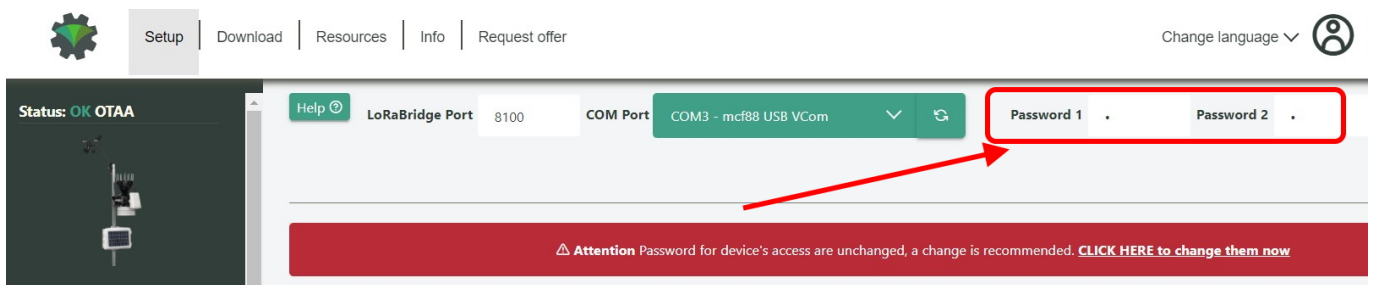 Setup Download Resources Info Request offer Change language
Status: OK OTAA
Help LoRaBridge Port 8100 COM Port COM3 - mcf88 USB VCom Password 1 . Password 2 .
Attention Password for device's access are unchanged, a change is recommended. CLICK HERE to change them now